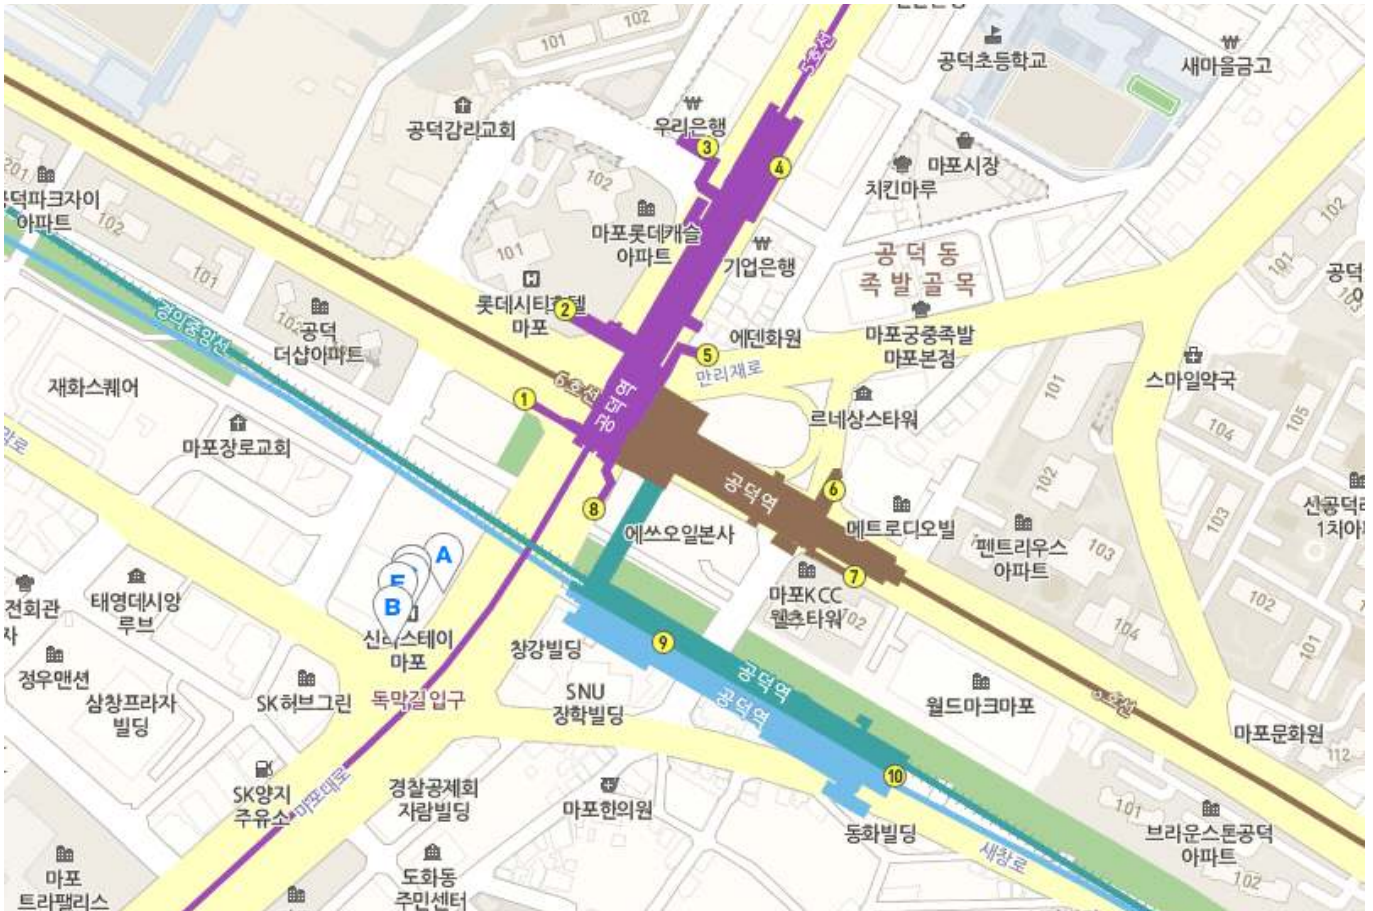 102
101
5호선
공덕초등학교
새마을금고
공덕감리교회
우리은행
3
4
마포시장
치킨마루
201
덕파크자이
아파트
102
101
102
마포롯데캐슬
아파트
101
기업은행
공덕동
족발골목
102
101
103
롯데시티호텔
마포
2
에덴화원
5
만리재로
마포궁중족발
마포본점
경의중앙선
102
공덕
더샵아파트
스마일약국
재화스퀘어
6호선
1
공덕역
르네상스타워
101
105
104
마포장로교회
102
공덕역
6
8
에쓰오일본사
메트로디오빌
펜트리우스
아파트
103
103
A
E
B
7
마포KCC
웰츠타워
102
104
102
101
전회관
태영데시앙
루브
신라스테이
마포
창강빌딩
9
정우맨션
삼창프라자
빌딩
SK허브그린
독막길입구
SNU
장학빌딩
공덕역
공덕역
월드마크마포
6호선
마포문화원
112
SK양지
주유소
마포대로
경찰공제회
자람빌딩
마포한의원
10
동화빌딩
새창로
101
브라운스톤공덕
아파트
102
마포
트라팰리스
도화동
주민센터